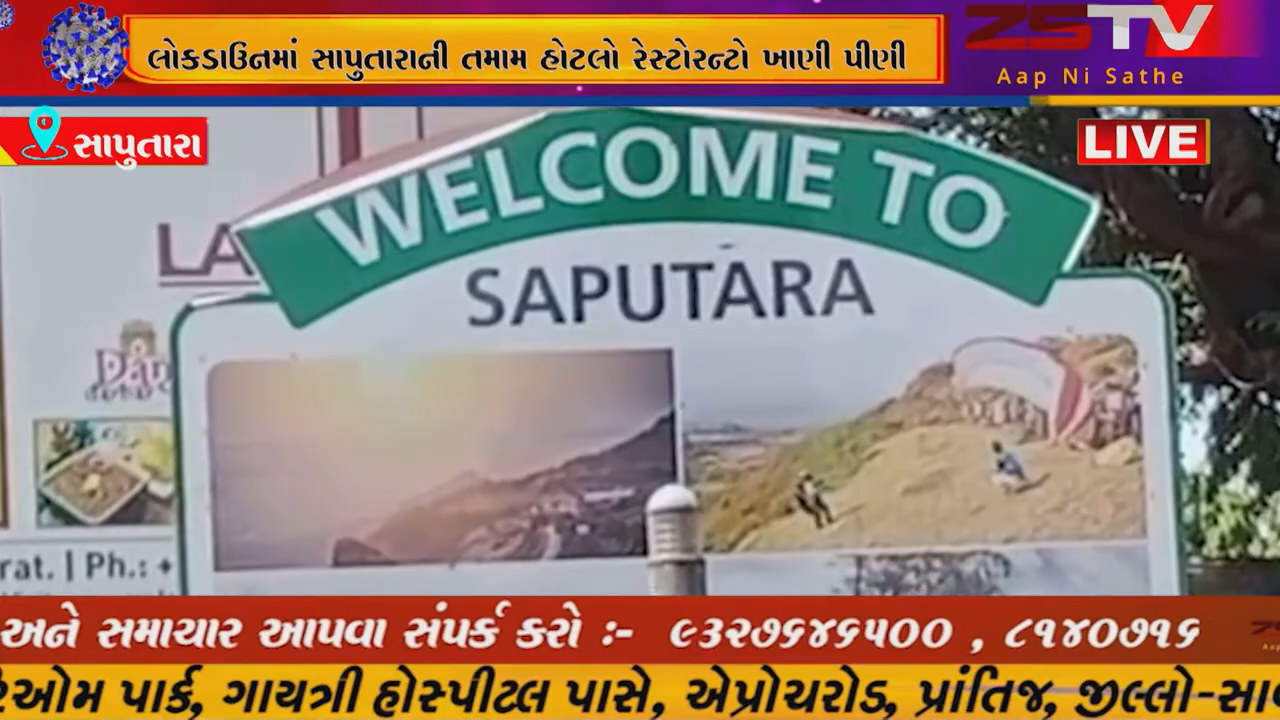 લોકડાઉનમાં સાપુતારાની તમામ હોટલો રેસ્ટોરન્ટો ખાણી પીણી
ZSTV
Aap Ni Sathe
સાપુતારા
LIVE
WELCOME TO
SAPUTARA
LA
darbar
rat. | Ph.: +
અને સમાચાર આપવા સંપર્ક કરો :- ૯૩૨૭૬૪૬૫૦૦ , ૮૧૪૦૭૧૬
રિઓમ પાર્ક, ગાયત્રી હોસ્પીટલ પાસે, એપ્રોચરોડ, પ્રાંતિજ, જીલ્લો-સા